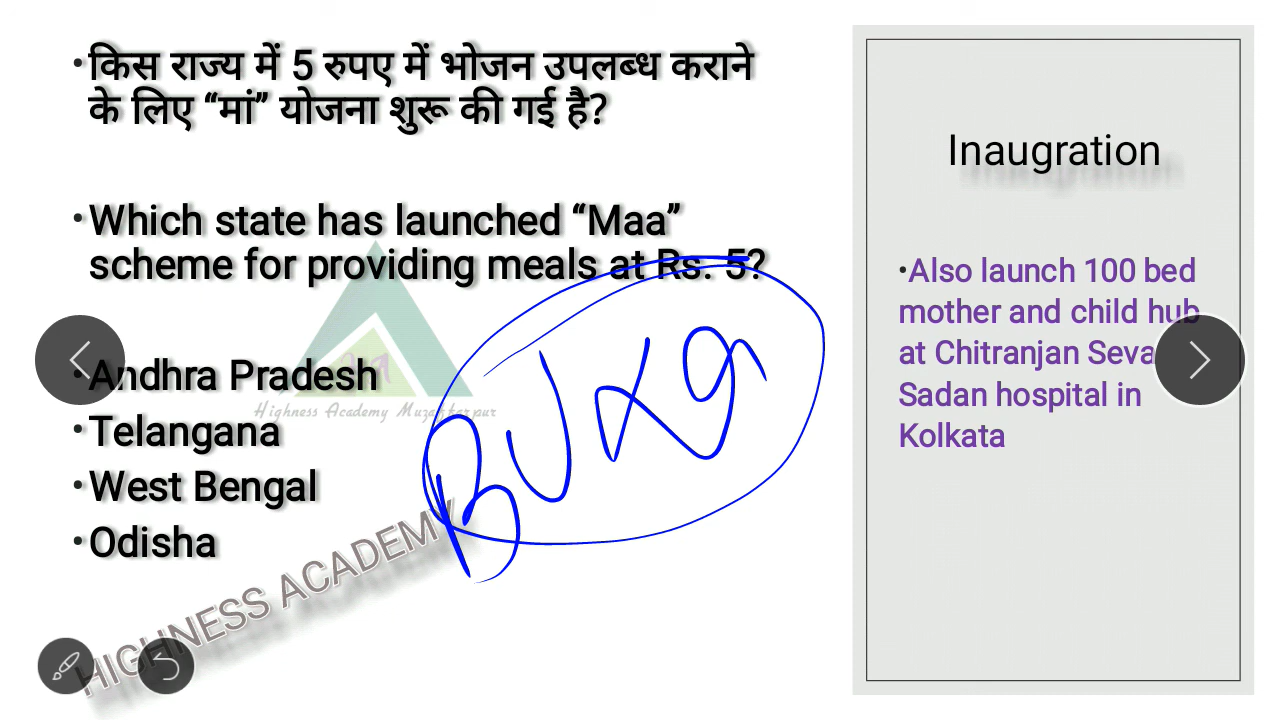 •किस राज्य में 5 रुपए में भोजन उपलब्ध कराने
के लिए “मां” योजना शुरू की गई है?
•Which state has launched “Maa”
scheme for providing meals at Rs. 5?
•Andhra Pradesh
•Telangana
•West Bengal
•Odisha
Highness Academy Muzaffarpur
HIGHNESS ACADEMY
Inaugration
•Also launch 100 bed
mother and child hub
at Chitranjan Seva
Sadan hospital in
Kolkata